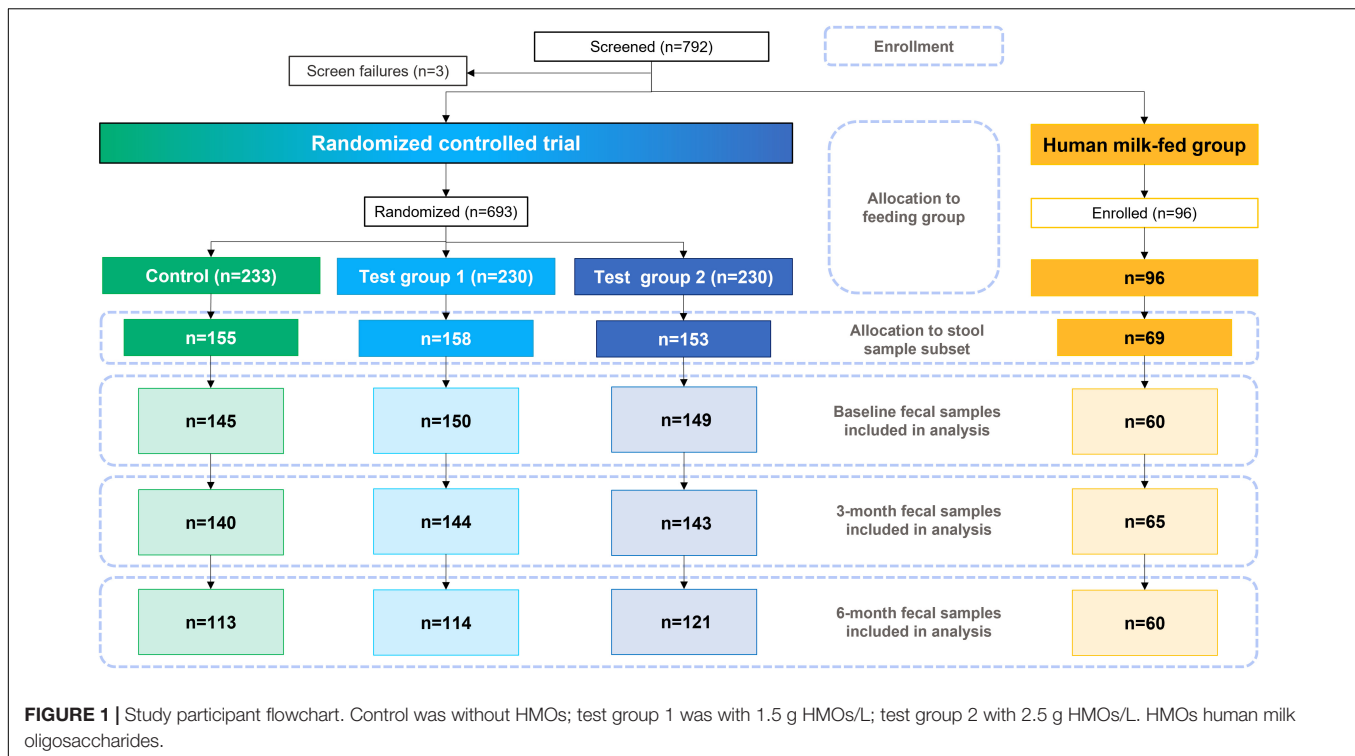 Screened (n=792)
Enrollment
Screen failures (n=3)
Randomized controlled trial
Human milk-fed group
Allocation to
feeding group
Randomized (n=693)
Enrolled (n=96)
Control (n=233)
Test group 1 (n=230)
Test group 2 (n=230)
n=96
n=155
n=158
n=153
Allocation to stool
sample subset
n=69
n=145
n=150
n=149
Baseline fecal samples
included in analysis
n=60
n=140
n=144
n=143
3-month fecal samples
included in analysis
n=65
n=113
n=114
n=121
6-month fecal samples
included in analysis
n=60
FIGURE 1 | Study participant flowchart. Control was without HMOs; test group 1 was with 1.5 g HMOs/L; test group 2 with 2.5 g HMOs/L. HMOs human milk
oligosaccharides.